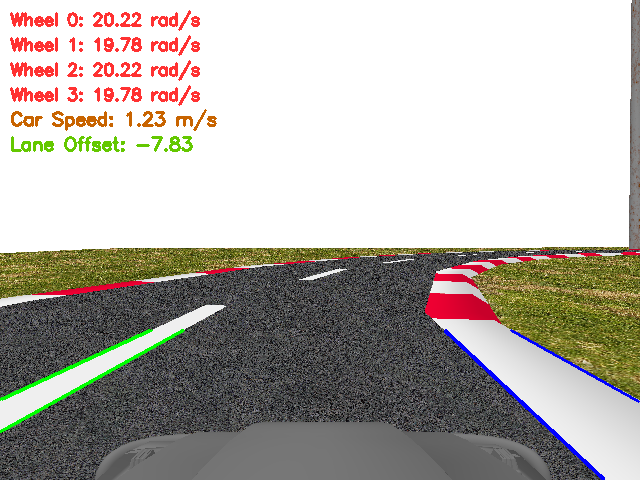 Wheel 0: 20.22 rad/s
Wheel 1: 19.78 rad/s
Wheel 2: 20.22 rad/s
Wheel 3: 19.78 rad/s
Car Speed: 1.23 m/s
Lane Offset: -7.83